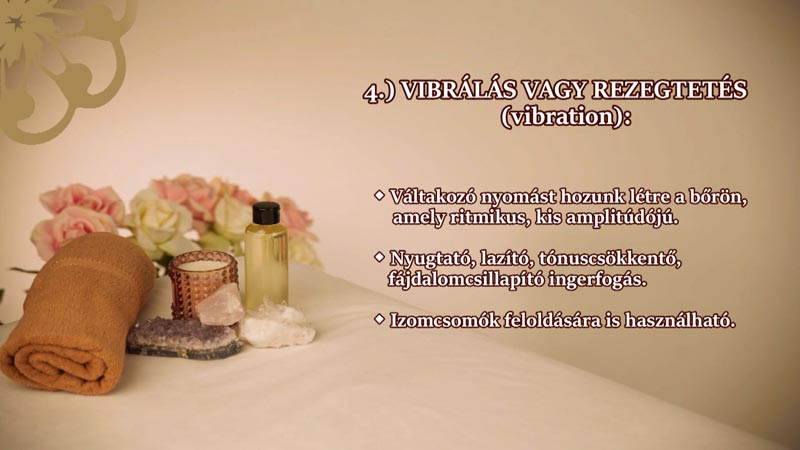 4.) VIBRÁLÁS VAGY REZEGTETÉS
(vibration):
◆ Váltakozó nyomást hozunk létre a bőrön,
amely ritmikus, kis amplitúdójú.
◆ Nyugtató, lazító, tónuscsökkentő,
fájdalomcsillapító ingerfogás.
◆ Izomcsomók feloldására is használható.